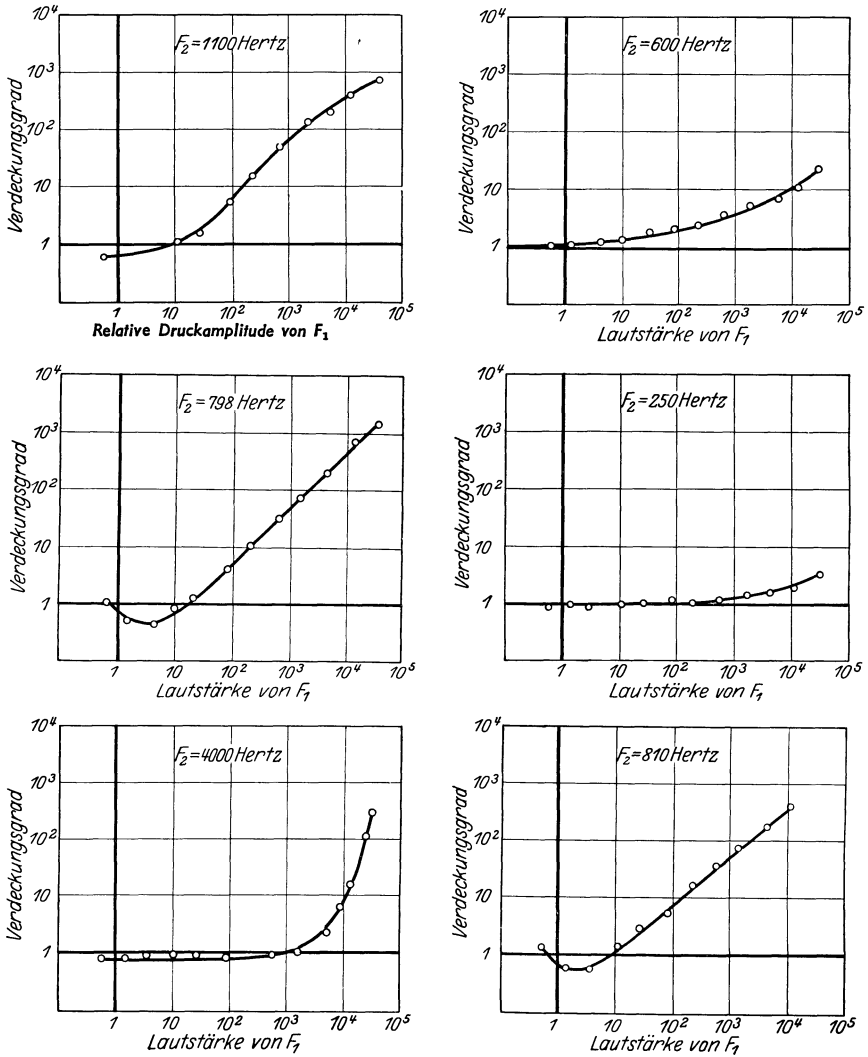 F₂=1100 Hertz
Verdeckungsgrad
10⁴
10³
10²
10
1
1 10 10² 10³ 10⁴ 10⁵
Relative Druckamplitude von F₁
F₂=600 Hertz
Verdeckungsgrad
10⁴
10³
10²
10
1
1 10 10² 10³ 10⁴ 10⁵
Lautstärke von F₁
F₂=798 Hertz
Verdeckungsgrad
10⁴
10³
10²
10
1
1 10 10² 10³ 10⁴ 10⁵
Lautstärke von F₁
F₂=250 Hertz
Verdeckungsgrad
10⁴
10³
10²
10
1
1 10 10² 10³ 10⁴ 10⁵
Lautstärke von F₁
F₂=4000 Hertz
Verdeckungsgrad
10⁴
10³
10²
10
1
1 10 10² 10³ 10⁴ 10⁵
Lautstärke von F₁
F₂=810 Hertz
Verdeckungsgrad
10⁴
10³
10²
10
1
1 10 10² 10³ 10⁴ 10⁵
Lautstärke von F₁